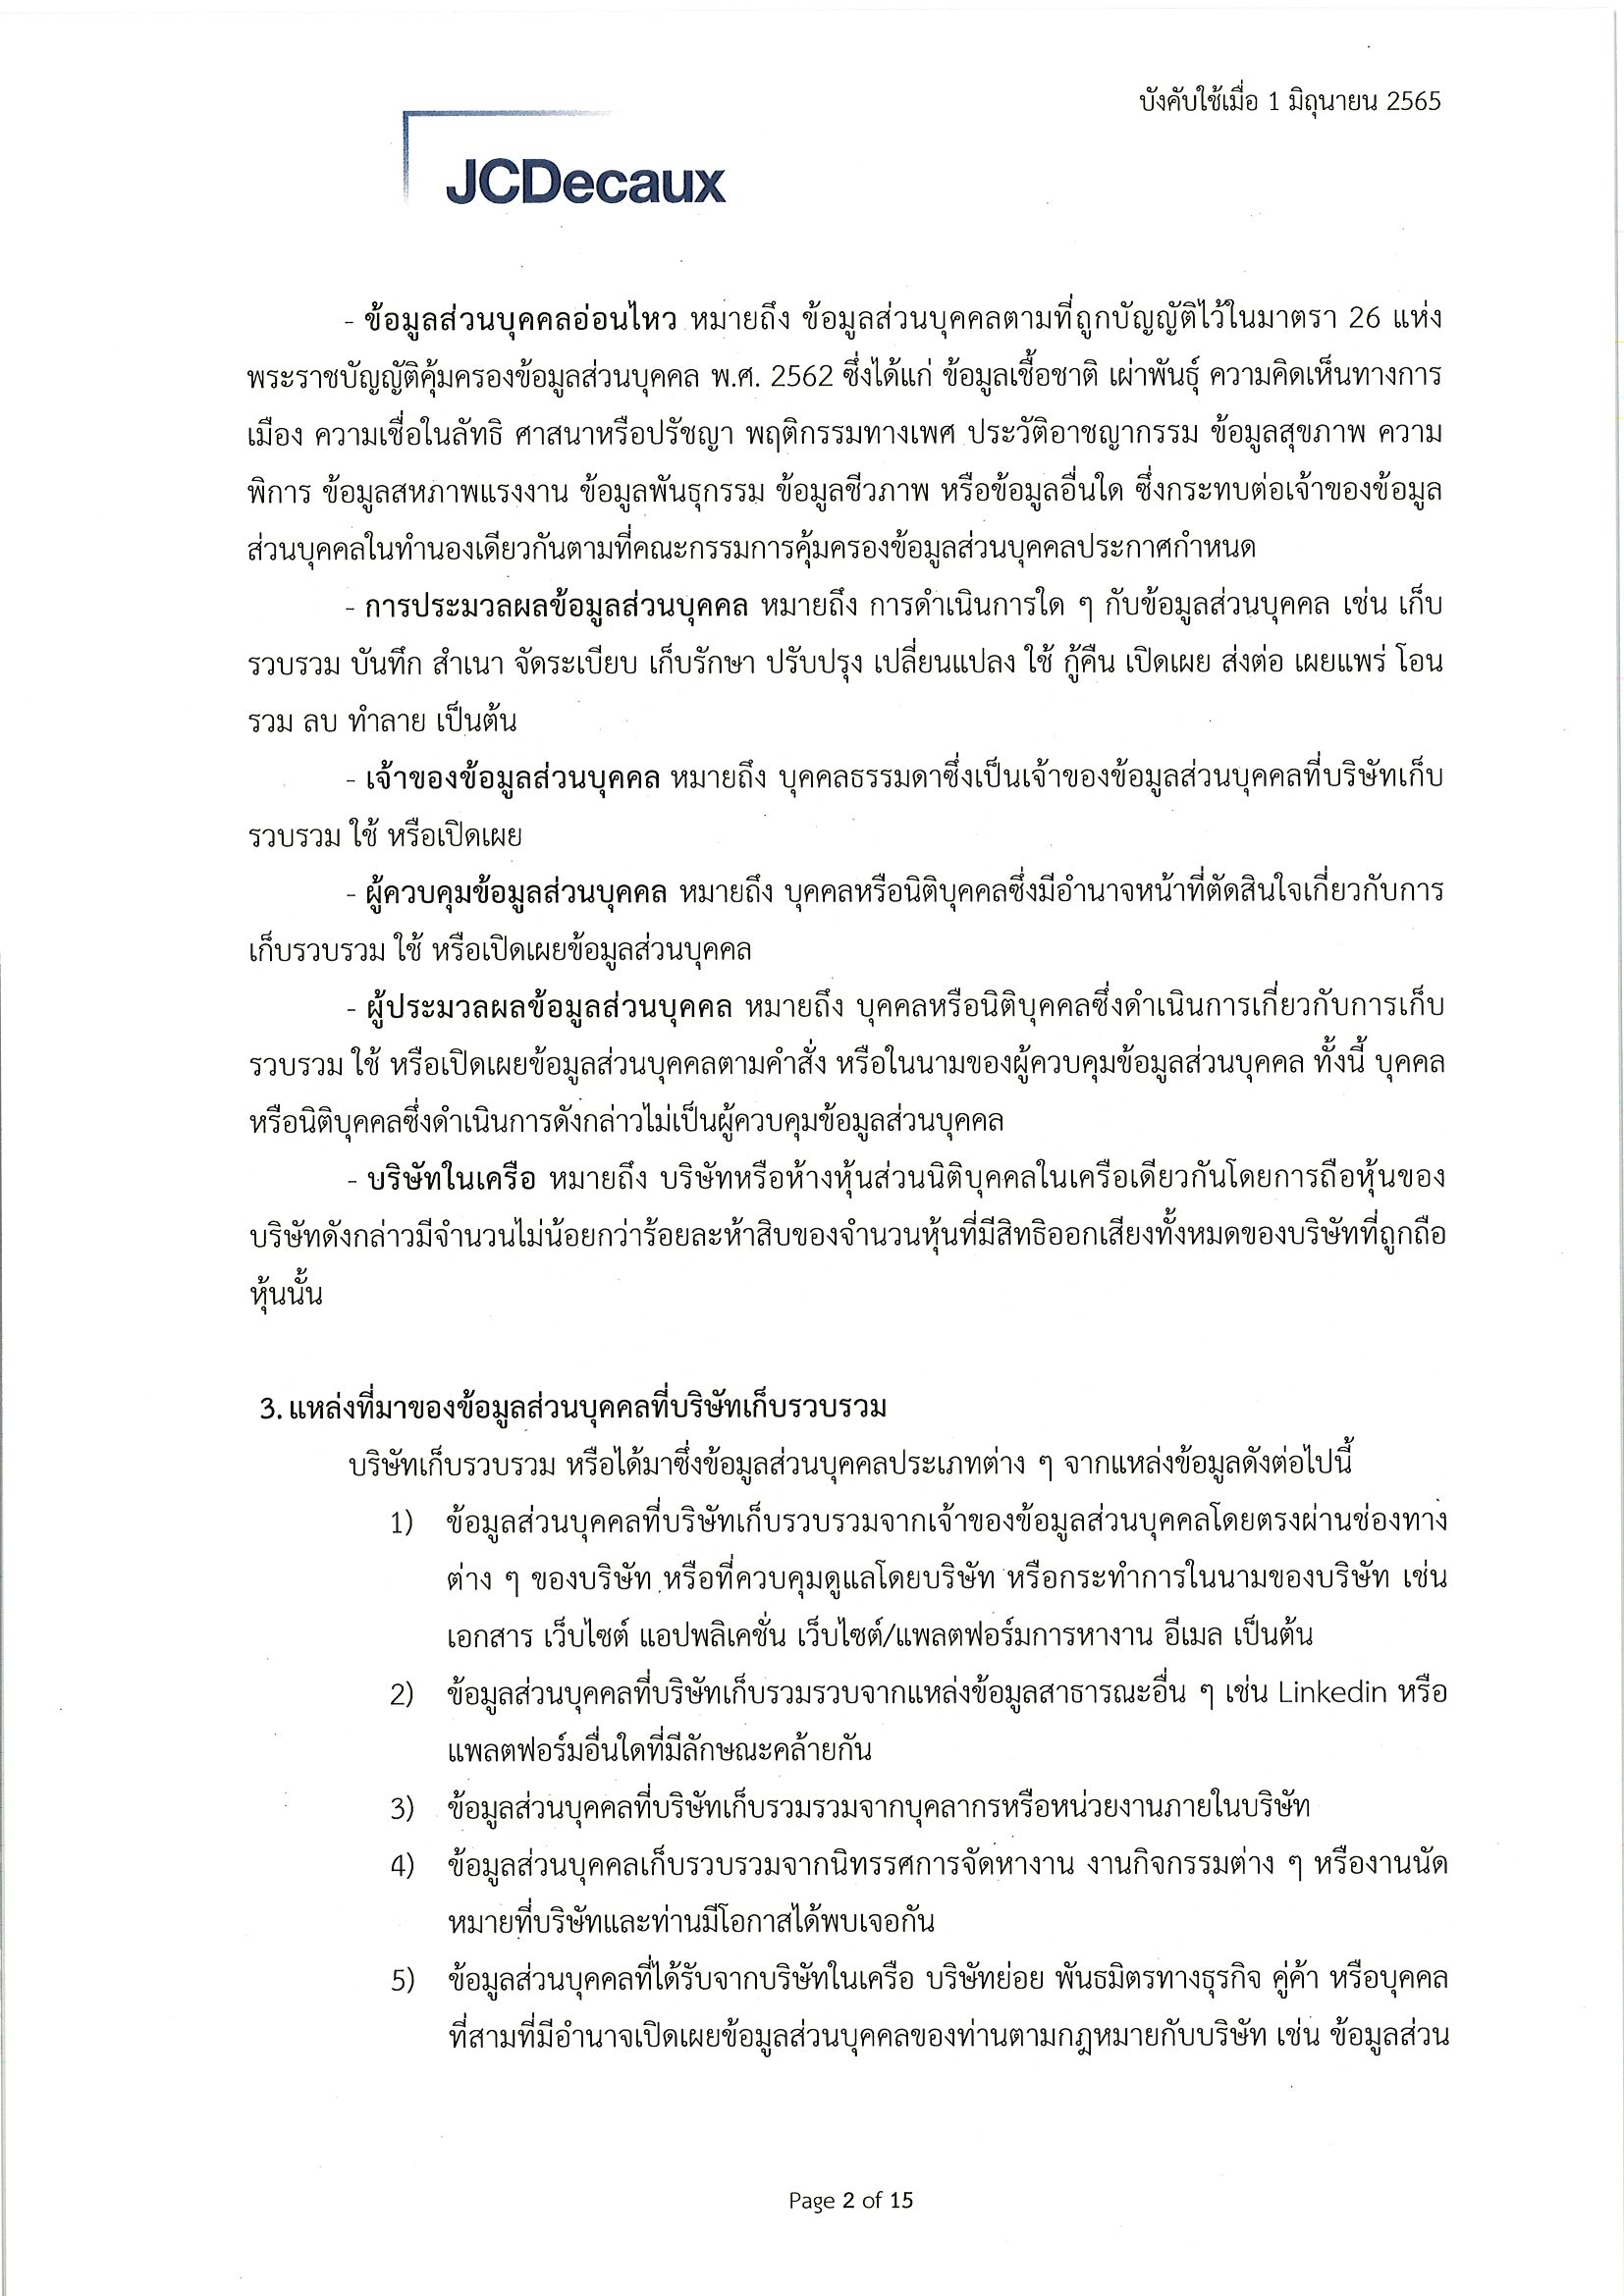 บังคับใช้เมื่อ 1 มิถุนายน 2565
JCDecaux
- ข้อมูลส่วนบุคคลอ่อนไหว หมายถึง ข้อมูลส่วนบุคคลตามที่ถูกบัญญัติไว้ในมาตรา 26 แห่ง
พระราชบัญญัติคุ้มครองข้อมูลส่วนบุคคล พ.ศ. 2562 ซึ่งได้แก่ ข้อมูลเชื้อชาติ เผ่าพันธุ์ ความคิดเห็นทางการ
เมือง ความเชื่อในลัทธิ ศาสนาหรือปรัชญา พฤติกรรมทางเพศ ประวัติอาชญากรรม ข้อมูลสุขภาพ ความ
พิการ ข้อมูลสหภาพแรงงาน ข้อมูลพันธุกรรม ข้อมูลชีวภาพ หรือข้อมูลอื่นใด ซึ่งกระทบต่อเจ้าของข้อมูล
ส่วนบุคคลในทำนองเดียวกันตามที่คณะกรรมการคุ้มครองข้อมูลส่วนบุคคลประกาศกำหนด
- การประมวลผลข้อมูลส่วนบุคคล หมายถึง การดำเนินการใด ๆ กับข้อมูลส่วนบุคคล เช่น เก็บ
รวบรวม บันทึก สำเนา จัดระเบียบ เก็บรักษา ปรับปรุง เปลี่ยนแปลง ใช้ กู้คืน เปิดเผย ส่งต่อ เผยแพร่ โอน
รวม ลบ ทำลาย เป็นต้น
- เจ้าของข้อมูลส่วนบุคคล หมายถึง บุคคลธรรมดาซึ่งเป็นเจ้าของข้อมูลส่วนบุคคลที่บริษัทเก็บ
รวบรวม ใช้ หรือเปิดเผย
- ผู้ควบคุมข้อมูลส่วนบุคคล หมายถึง บุคคลหรือนิติบุคคลซึ่งมีอำนาจหน้าที่ตัดสินใจเกี่ยวกับการ
เก็บรวบรวม ใช้ หรือเปิดเผยข้อมูลส่วนบุคคล
- ผู้ประมวลผลข้อมูลส่วนบุคคล หมายถึง บุคคลหรือนิติบุคคลซึ่งดำเนินการเกี่ยวกับการเก็บ
รวบรวม ใช้ หรือเปิดเผยข้อมูลส่วนบุคคลตามคำสั่ง หรือในนามของผู้ควบคุมข้อมูลส่วนบุคคล ทั้งนี้ บุคคล
หรือนิติบุคคลซึ่งดำเนินการดังกล่าวไม่เป็นผู้ควบคุมข้อมูลส่วนบุคคล
- บริษัทในเครือ หมายถึง บริษัทหรือห้างหุ้นส่วนนิติบุคคลในเครือเดียวกันโดยการถือหุ้นของ
บริษัทดังกล่าวมีจำนวนไม่น้อยกว่าร้อยละห้าสิบของจำนวนหุ้นที่มีสิทธิออกเสียงทั้งหมดของบริษัทที่ถูกถือ
หุ้นนั้น
3. แหล่งที่มาของข้อมูลส่วนบุคคลที่บริษัทเก็บรวบรวม
บริษัทเก็บรวบรวม หรือได้มาซึ่งข้อมูลส่วนบุคคลประเภทต่าง ๆ จากแหล่งข้อมูลดังต่อไปนี้
1) ข้อมูลส่วนบุคคลที่บริษัทเก็บรวบรวมจากเจ้าของข้อมูลส่วนบุคคลโดยตรงผ่านช่องทาง
ต่าง ๆ ของบริษัท หรือที่ควบคุมดูแลโดยบริษัท หรือกระทำการในนามของบริษัท เช่น
เอกสาร เว็บไซต์ แอปพลิเคชั่น เว็บไซต์/แพลตฟอร์มการหางาน อีเมล เป็นต้น
2) ข้อมูลส่วนบุคคลที่บริษัทเก็บรวมรวบจากแหล่งข้อมูลสาธารณะอื่น ๆ เช่น Linkedin หรือ
แพลตฟอร์มอื่นใดที่มีลักษณะคล้ายกัน
3) ข้อมูลส่วนบุคคลที่บริษัทเก็บรวมรวมจากบุคลากรหรือหน่วยงานภายในบริษัท
4) ข้อมูลส่วนบุคคลเก็บรวบรวมจากนิทรรศการจัดหางาน งานกิจกรรมต่าง ๆ หรืองานนัด
หมายที่บริษัทและท่านมีโอกาสได้พบเจอกัน
5) ข้อมูลส่วนบุคคลที่ได้รับจากบริษัทในเครือ บริษัทย่อย พันธมิตรทางธุรกิจ คู่ค้า หรือบุคคล
ที่สามที่มีอำนาจเปิดเผยข้อมูลส่วนบุคคลของท่านตามกฎหมายกับบริษัท เช่น ข้อมูลส่วน
Page 2 of 15